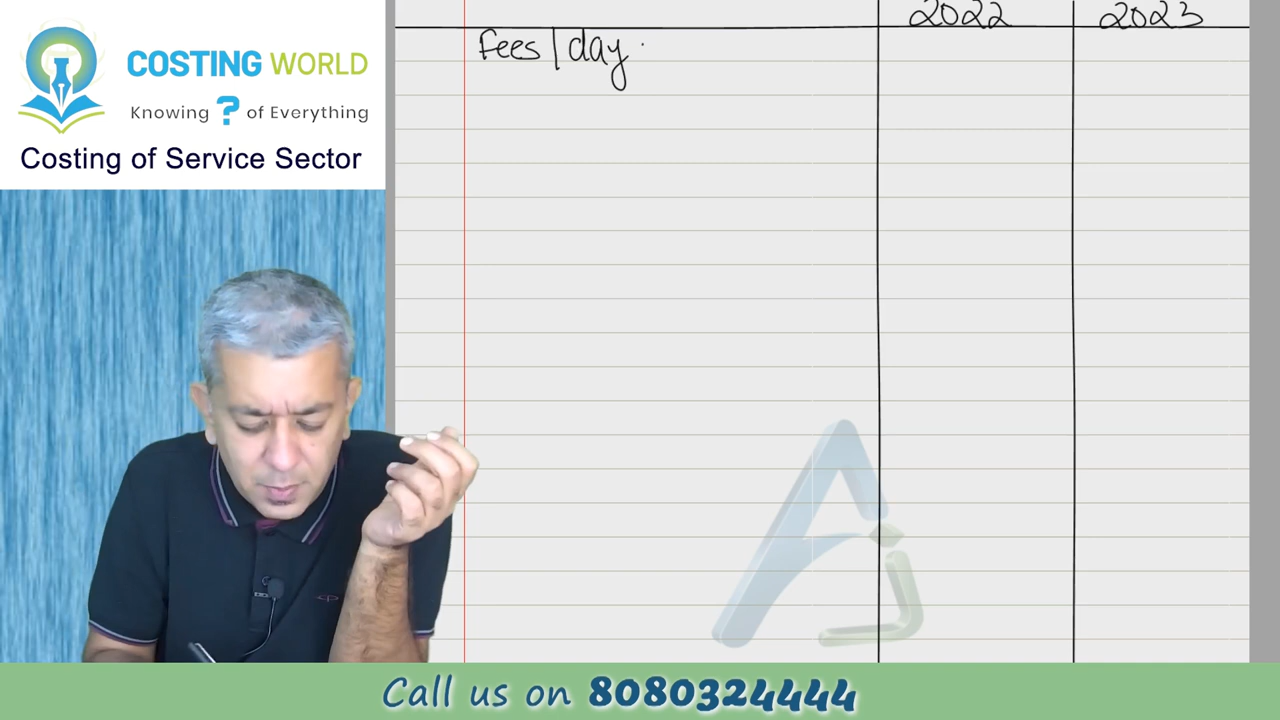 COSTING WORLD
Knowing ? of Everything
Costing of Service Sector
2022 2023
Fees | day
Call us on 8080324444